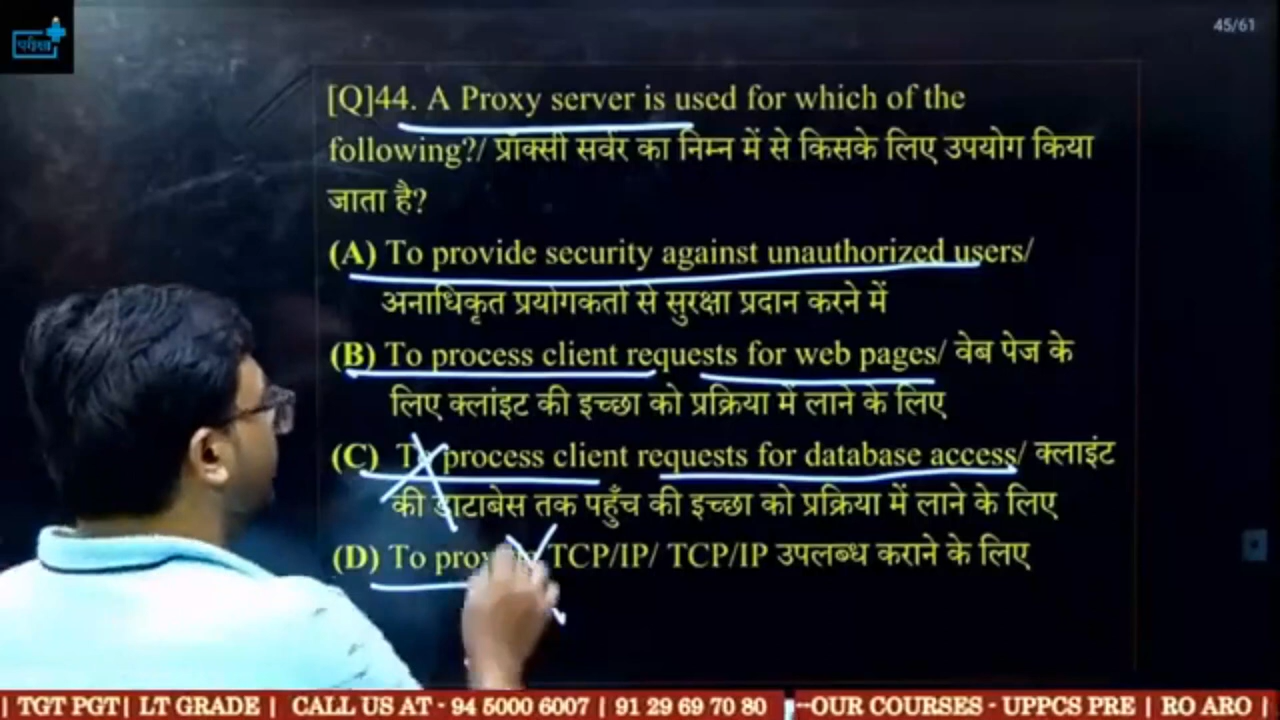 परीक्षा
45/61
[Q]44. A Proxy server is used for which of the
following?/ प्रॉक्सी सर्वर का निम्न में से किसके लिए उपयोग किया
जाता है?
(A) To provide security against unauthorized users/
अनाधिकृत प्रयोगकर्ता से सुरक्षा प्रदान करने में
(B) To process client requests for web pages/ वेब पेज के
लिए क्लांइट की इच्छा को प्रक्रिया में लाने के लिए
(C) To process client requests for database access/ क्लाइंट
की डाटाबेस तक पहुँच की इच्छा को प्रक्रिया में लाने के लिए
(D) To TCP/IP/ TCP/IP उपलब्ध कराने के लिए
| TGT PGT| LT GRADE | CALL US AT - 94 5000 6007 | 91 29 69 70 80 --OUR COURSES - UPPCS PRE | RO ARO |